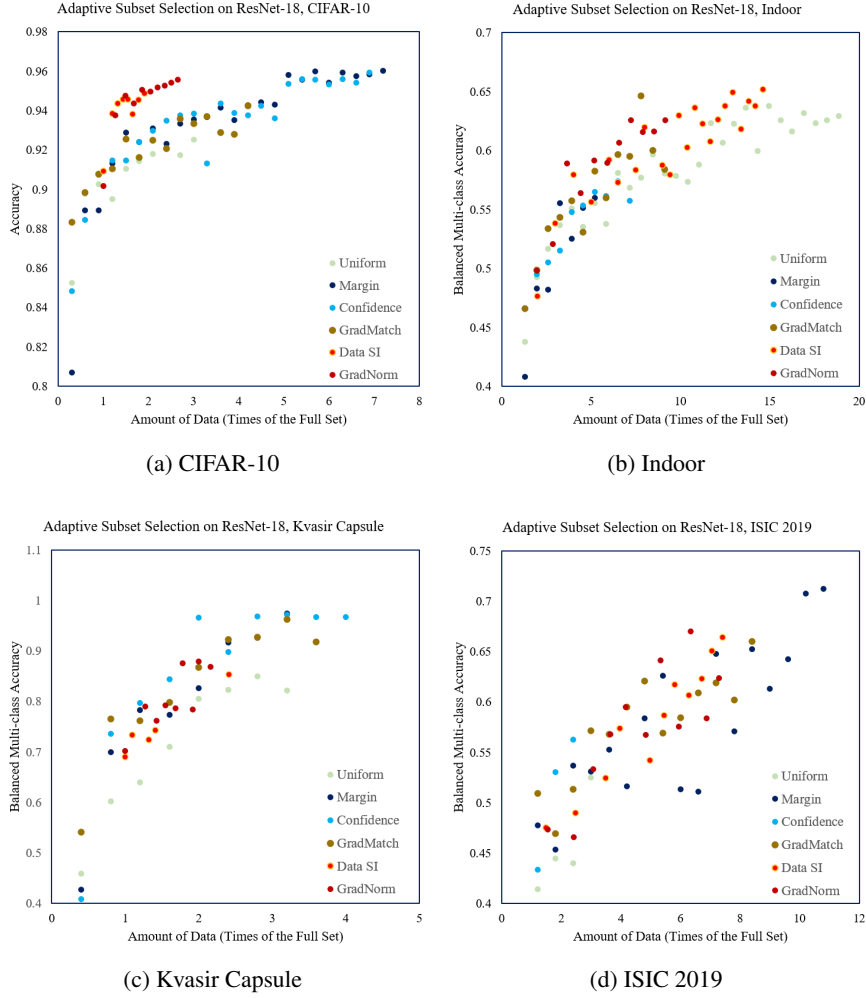 Adaptive Subset Selection on ResNet-18, CIFAR-10
0.98
0.96
0.94
0.92
0.9
0.88
0.86
0.84
0.82
0.8
Accuracy
Uniform
Margin
Confidence
GradMatch
Data SI
GradNorm
0 1 2 3 4 5 6 7 8
Amount of Data (Times of the Full Set)
(a) CIFAR-10
Adaptive Subset Selection on ResNet-18, Indoor
0.7
0.65
0.6
0.55
0.5
0.45
0.4
Balanced Multi-class Accuracy
Uniform
Margin
Confidence
GradMatch
Data SI
GradNorm
0 5 10 15 20
Amount of Data (Times of the Full Set)
(b) Indoor
Adaptive Subset Selection on ResNet-18, Kvasir Capsule
1.1
1
0.9
0.8
0.7
0.6
0.5
0.4
Balanced Multi-class Accuracy
Uniform
Margin
Confidence
GradMatch
Data SI
GradNorm
0 1 2 3 4 5
Amount of Data (Times of the Full Set)
(c) Kvasir Capsule
Adaptive Subset Selection on ResNet-18, ISIC 2019
0.75
0.7
0.65
0.6
0.55
0.5
0.45
0.4
Balanced Multi-class Accuracy
Uniform
Margin
Confidence
GradMatch
Data SI
GradNorm
0 2 4 6 8 10 12
Amount of Data (Times of the Full Set)
(d) ISIC 2019